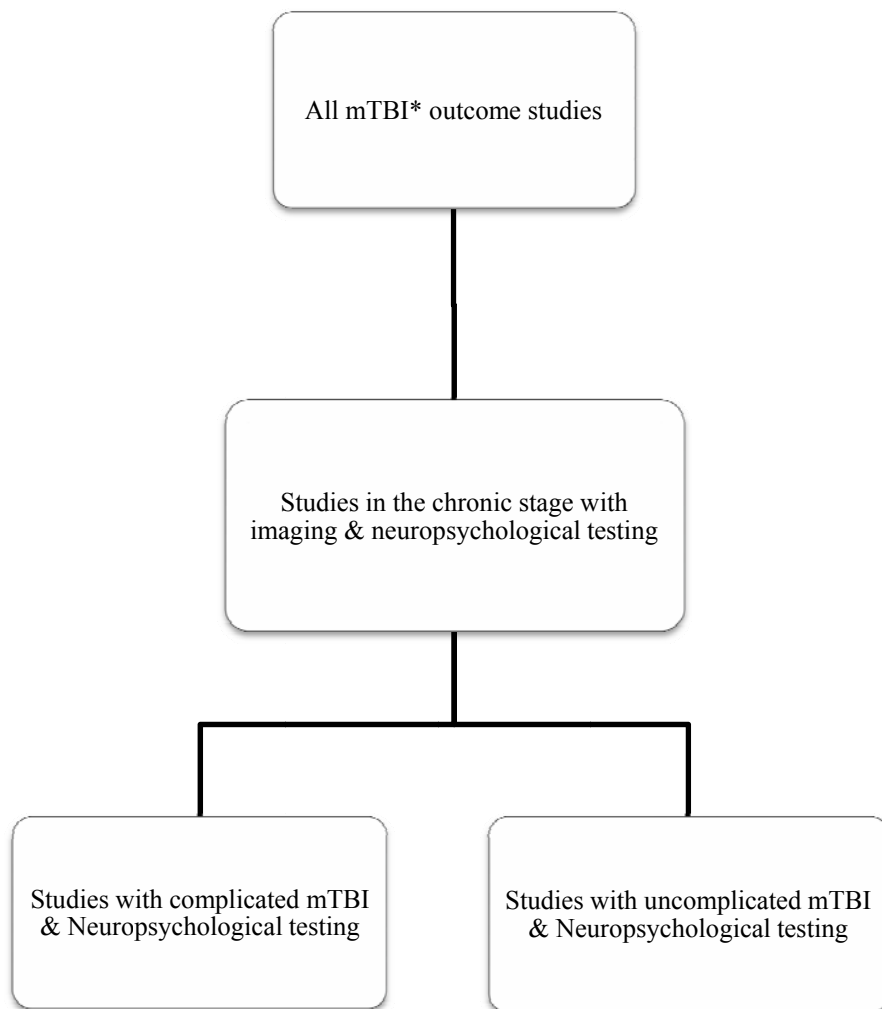 All mTBI* outcome studies
Studies in the chronic stage with
imaging & neuropsychological testing
Studies with complicated mTBI
& Neuropsychological testing
Studies with uncomplicated mTBI
& Neuropsychological testing